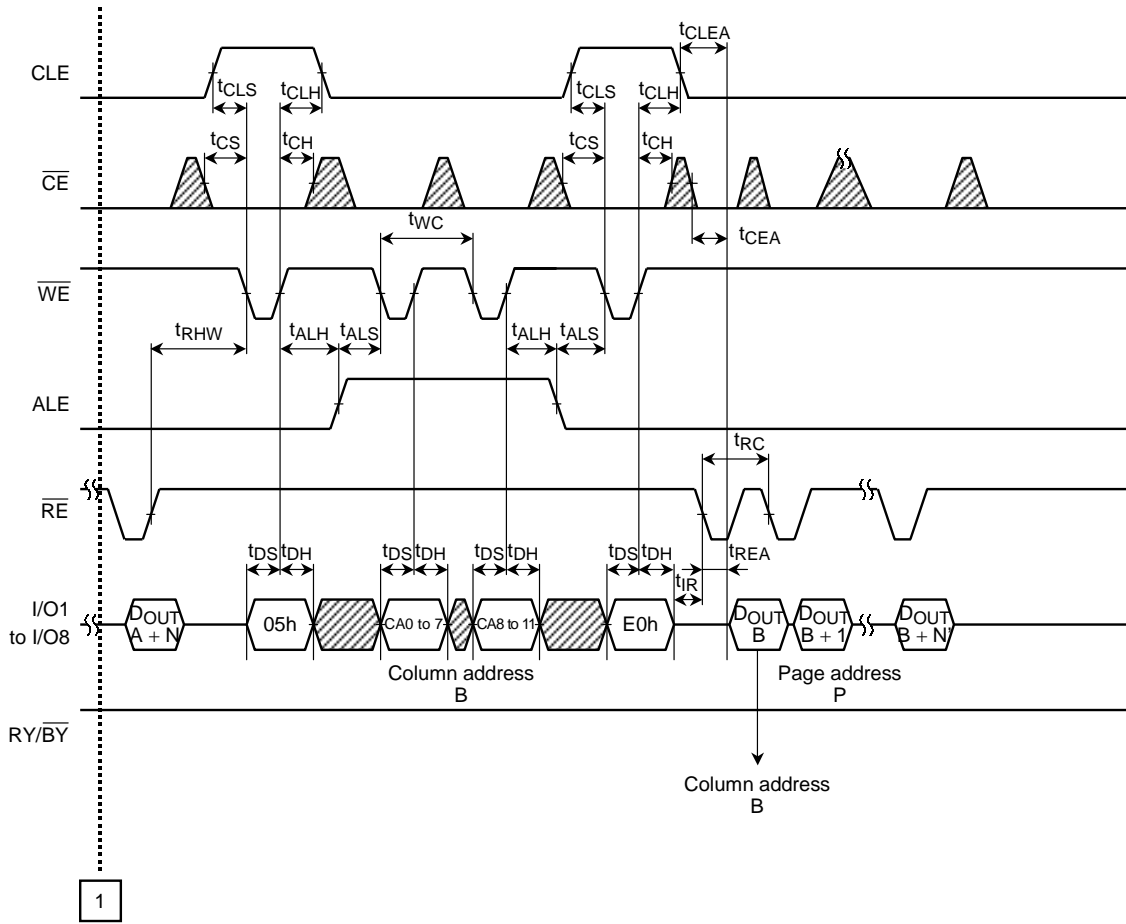 tCLEA
CLE
tCLS tCLH tCLS tCLH
tCS tCH tCS tCH
CE
tWC
tCEA
WE
tRHW tALH tALS tALH tALS
ALE
tRC
RE
tDS tDH tDS tDH tDS tDH tDS tDH tREA
tIR
I/O1
to I/O8
DOUT
A + N
05h
CA0 to 7
CA8 to 11
E0h
DOUT
B
DOUT
B + 1
DOUT
B + N'
Column address
B
Page address
P
RY/BY
Column address
B
1